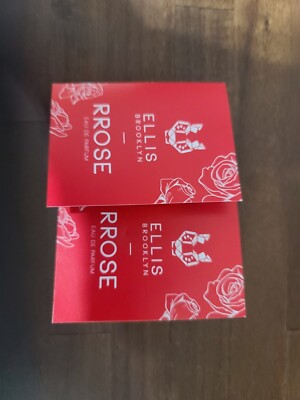 ELLIS
BROOKLYN
RROSE
EAU DE PARFUM
ELLIS
BROOKLYN
RROSE
EAU DE PARFUM